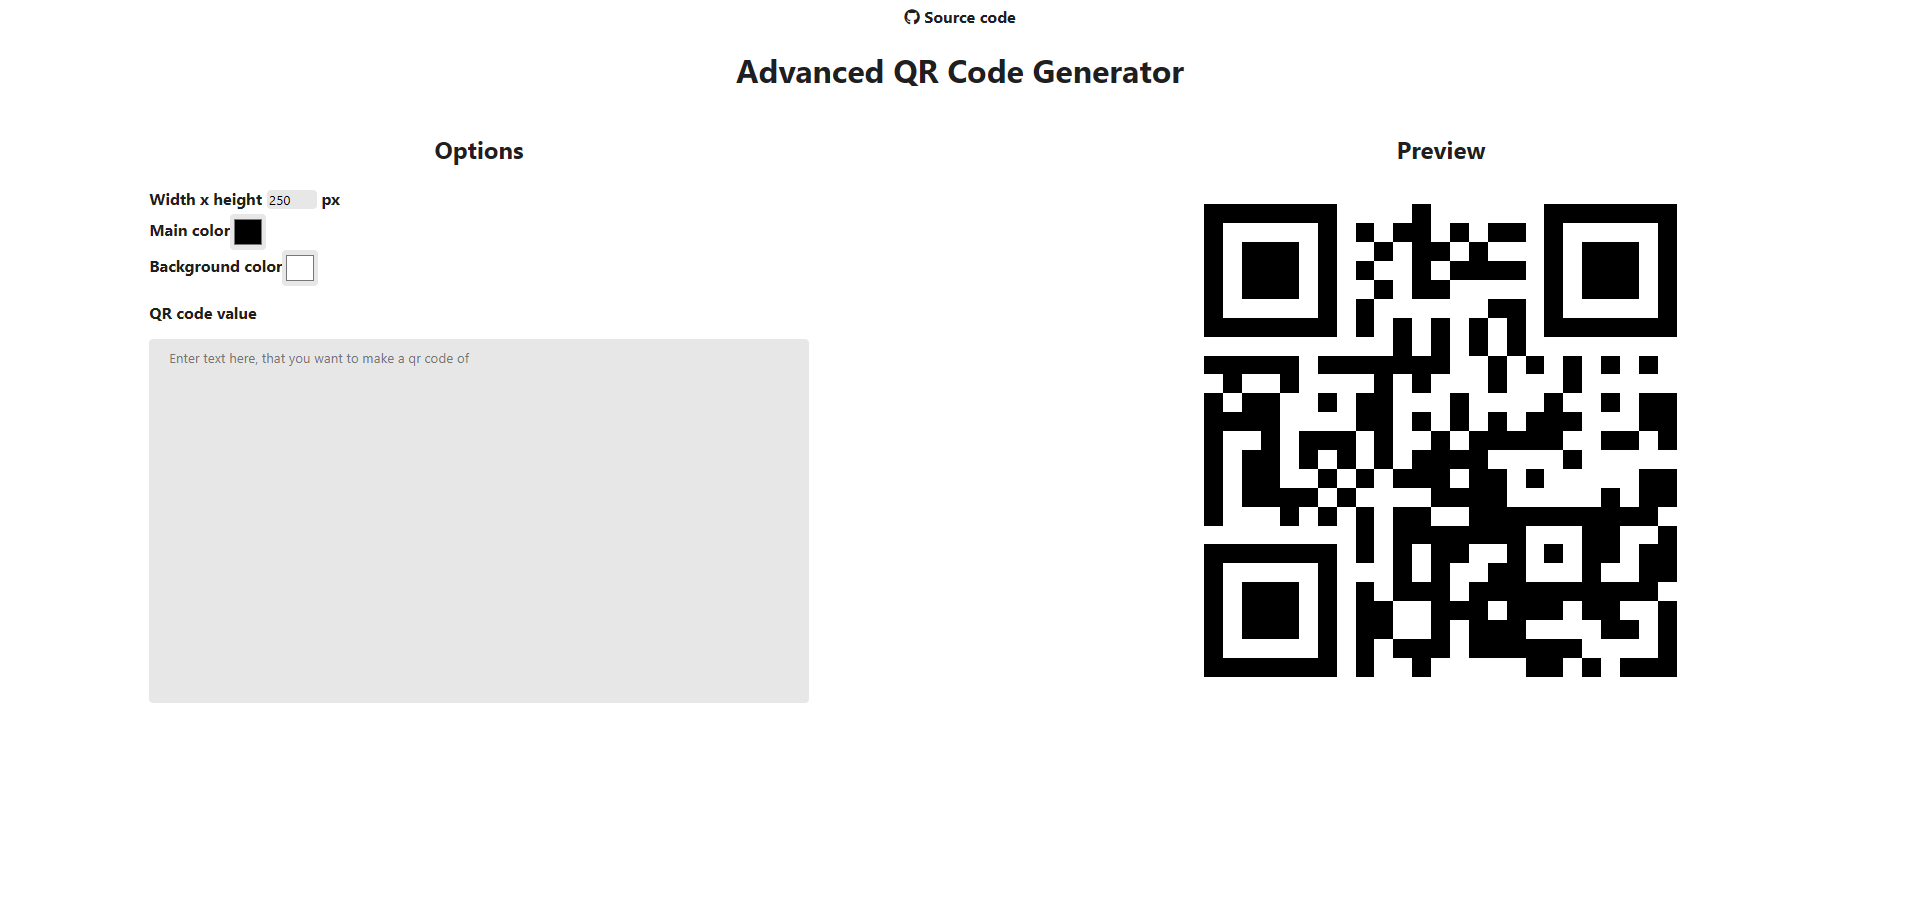 Source code
Advanced QR Code Generator
Options
Width x height 250 px
Main color
Background color
QR code value
Enter text here, that you want to make a qr code of
Preview